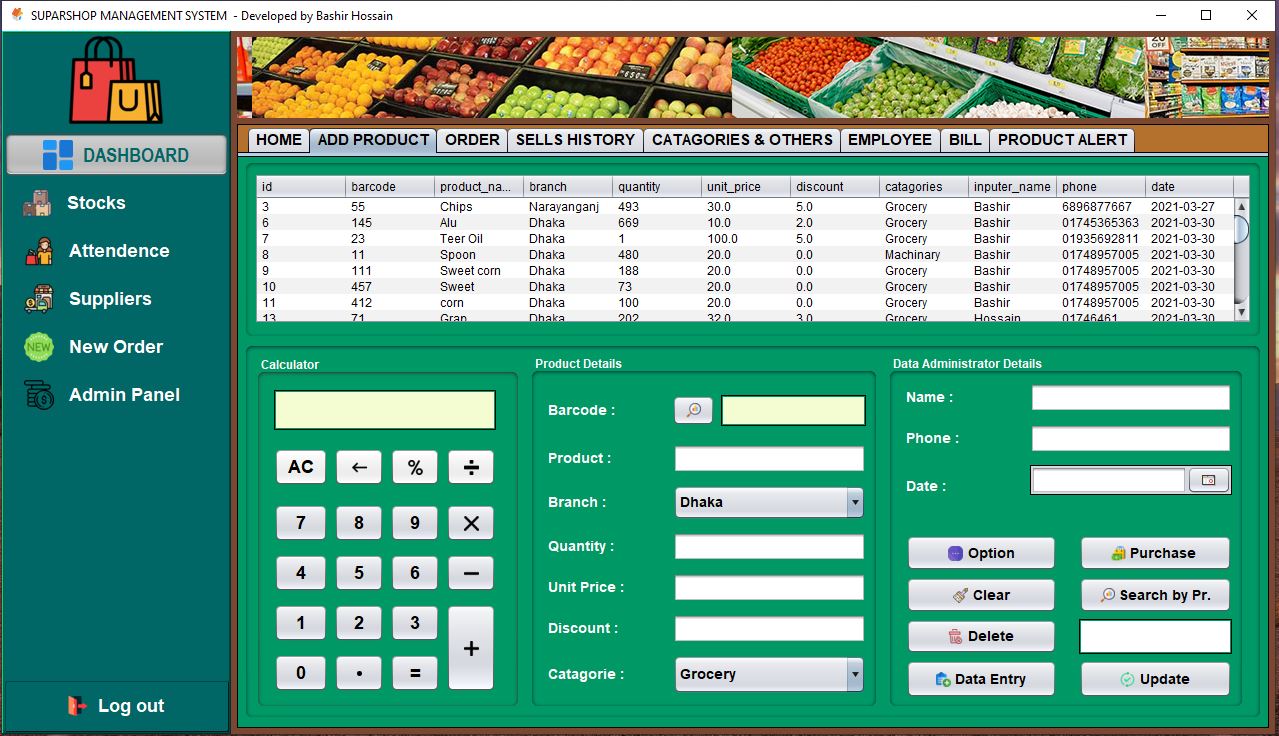 SUPARSHOP MANAGEMENT SYSTEM - Developed by Bashir Hossain
DASHBOARD
Stocks
Attendence
Suppliers
NEW
New Order
Admin Panel
Log out
20
OFF
HOME ADD PRODUCT ORDER SELLS HISTORY CATAGORIES & OTHERS EMPLOYEE BILL PRODUCT ALERT
id barcode product_na... branch quantity unit_price discount catagories inputer_name phone date
3 55 Chips Narayanganj 493 30.0 5.0 Grocery Bashir 6896877667 2021-03-27
6 145 Alu Dhaka 669 10.0 2.0 Grocery Bashir 01745365363 2021-03-30
7 23 Teer Oil Dhaka 1 100.0 5.0 Grocery Bashir 01935692811 2021-03-30
8 11 Spoon Dhaka 480 20.0 0.0 Machinary Bashir 01748957005 2021-03-30
9 111 Sweet corn Dhaka 188 20.0 0.0 Grocery Bashir 01748957005 2021-03-30
10 457 Sweet Dhaka 73 20.0 0.0 Grocery Bashir 01748957005 2021-03-30
11 412 corn Dhaka 100 20.0 0.0 Grocery Bashir 01748957005 2021-03-30
13 71 Grap Dhaka 202 32.0 3.0 Grocery Hossain 01746461 2021-03-30
Calculator
AC ← % ÷
7 8 9 ×
4 5 6 −
1 2 3
+
0 . =
Product Details
Barcode :
Product :
Branch : Dhaka
Quantity :
Unit Price :
Discount :
Catagorie : Grocery
Data Administrator Details
Name :
Phone :
Date :
Option Purchase
Clear Search by Pr.
Delete
Data Entry Update